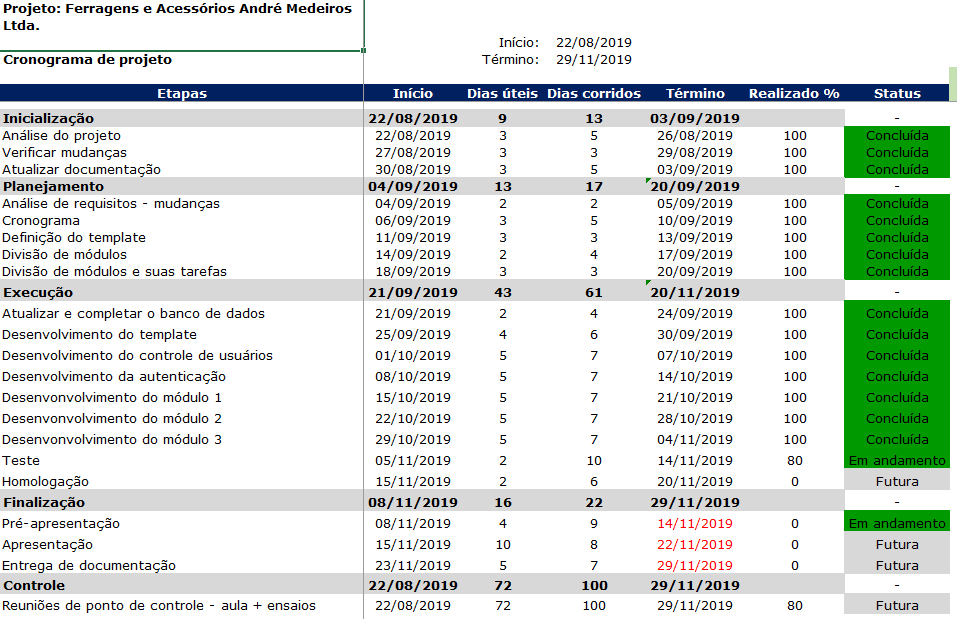 Projeto: Ferragens e Acessórios André Medeiros
Ltda.
Início: 22/08/2019
Término: 29/11/2019
Cronograma de projeto
Etapas Início Dias úteis Dias corridos Término Realizado % Status
Inicialização 22/08/2019 9 13 03/09/2019 -
Análise do projeto 22/08/2019 3 5 26/08/2019 100 Concluída
Verificar mudanças 27/08/2019 3 3 29/08/2019 100 Concluída
Atualizar documentação 30/08/2019 3 5 03/09/2019 100 Concluída
Planejamento 04/09/2019 13 17 20/09/2019 -
Análise de requisitos - mudanças 04/09/2019 2 2 05/09/2019 100 Concluída
Cronograma 06/09/2019 3 5 10/09/2019 100 Concluída
Definição do template 11/09/2019 3 3 13/09/2019 100 Concluída
Divisão de módulos 14/09/2019 2 4 17/09/2019 100 Concluída
Divisão de módulos e suas tarefas 18/09/2019 3 3 20/09/2019 100 Concluída
Execução 21/09/2019 43 61 20/11/2019 -
Atualizar e completar o banco de dados 21/09/2019 2 4 24/09/2019 100 Concluída
Desenvolvimento do template 25/09/2019 4 6 30/09/2019 100 Concluída
Desenvolvimento do controle de usuários 01/10/2019 5 7 07/10/2019 100 Concluída
Desenvolvimento da autenticação 08/10/2019 5 7 14/10/2019 100 Concluída
Desenvonvolvimento do módulo 1 15/10/2019 5 7 21/10/2019 100 Concluída
Desenvonvolvimento do módulo 2 22/10/2019 5 7 28/10/2019 100 Concluída
Desenvonvolvimento do módulo 3 29/10/2019 5 7 04/11/2019 100 Concluída
Teste 05/11/2019 2 10 14/11/2019 80 Em andamento
Homologação 15/11/2019 2 6 20/11/2019 0 Futura
Finalização 08/11/2019 16 22 29/11/2019 -
Pré-apresentação 08/11/2019 4 9 14/11/2019 0 Em andamento
Apresentação 15/11/2019 10 8 22/11/2019 0 Futura
Entrega de documentação 23/11/2019 5 7 29/11/2019 0 Futura
Controle 22/08/2019 72 100 29/11/2019 -
Reuniões de ponto de controle - aula + ensaios 22/08/2019 72 100 29/11/2019 80 Futura